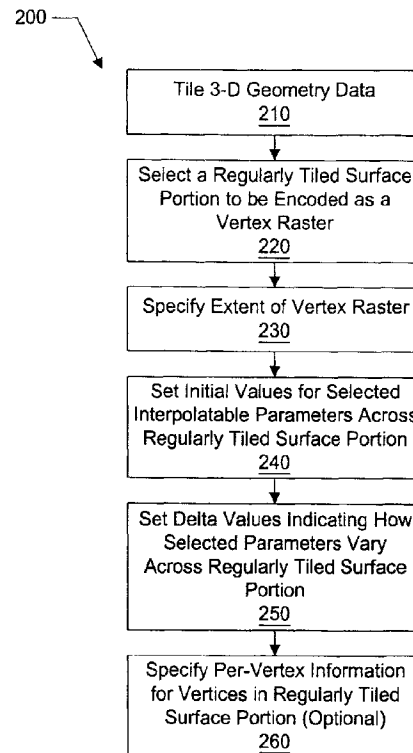 200
Tile 3-D Geometry Data
210
Select a Regularly Tiled Surface
Portion to be Encoded as a
Vertex Raster
220
Specify Extent of Vertex Raster
230
Set Initial Values for Selected
Interpolatable Parameters Across
Regularly Tiled Surface Portion
240
Set Delta Values Indicating How
Selected Parameters Vary
Across Regularly Tiled Surface
Portion
250
Specify Per-Vertex Information
for Vertices in Regularly Tiled
Surface Portion (Optional)
260